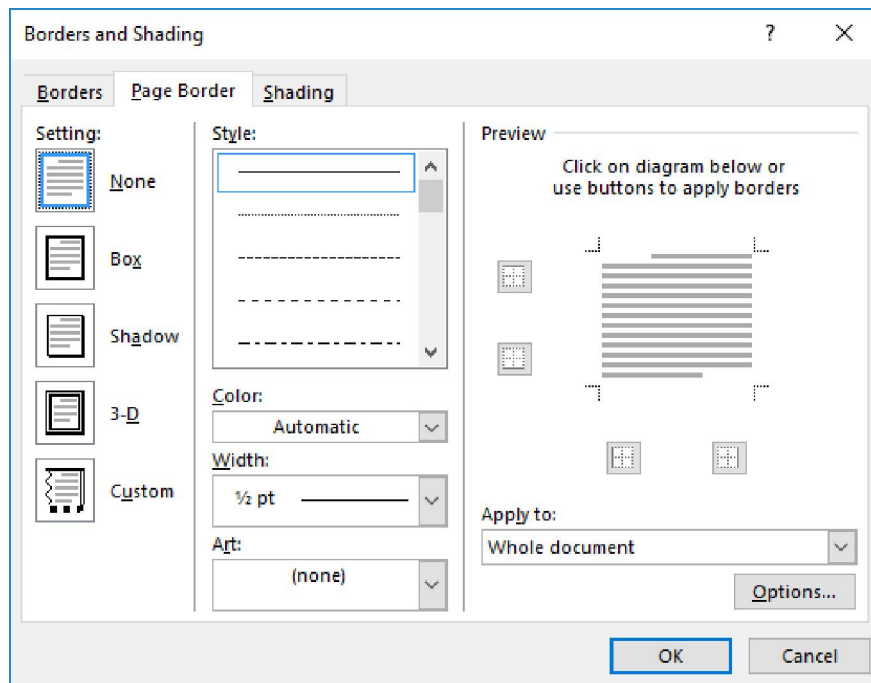 Borders and Shading
?
Borders
Page Border
Shading
Setting:
None
Box
Shadow
3-D
Custom
Style:
Color:
Automatic
Width:
½ pt
Art:
(none)
Preview
Click on diagram below or
use buttons to apply borders
Apply to:
Whole document
Options...
OK
Cancel